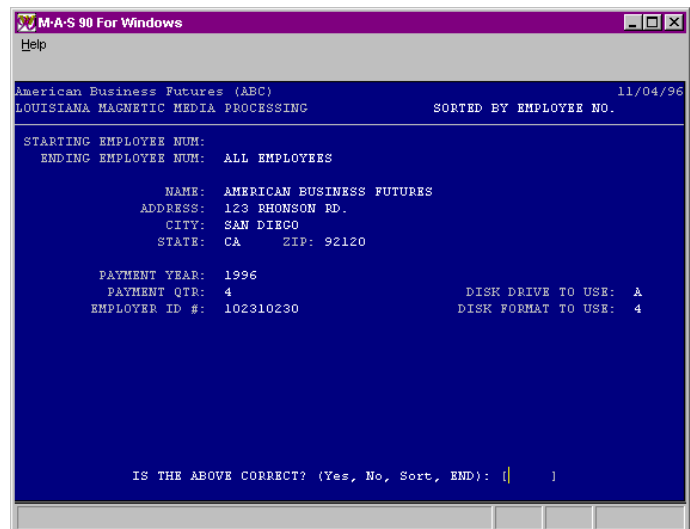 M·A·S 90 For Windows
Help
American Business Futures (ABC) 11/04/96
LOUISIANA MAGNETIC MEDIA PROCESSING SORTED BY EMPLOYEE NO.
STARTING EMPLOYEE NUM:
ENDING EMPLOYEE NUM: ALL EMPLOYEES
NAME: AMERICAN BUSINESS FUTURES
ADDRESS: 123 RHONSON RD.
CITY: SAN DIEGO
STATE: CA ZIP: 92120
PAYMENT YEAR: 1996
PAYMENT QTR: 4 DISK DRIVE TO USE: A
EMPLOYER ID #: 102310230 DISK FORMAT TO USE: 4
IS THE ABOVE CORRECT? (Yes, No, Sort, END): [ ]